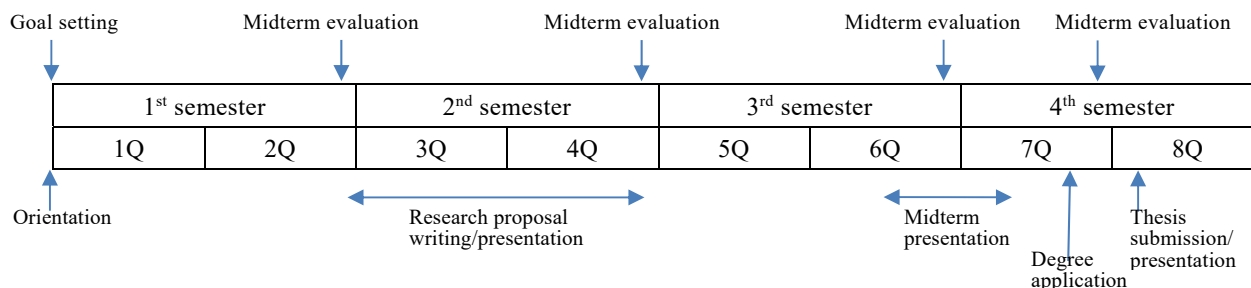 Goal setting
Midterm evaluation
Midterm evaluation
Midterm evaluation
Midterm evaluation
1st semester
2nd semester
3rd semester
4th semester
1Q
2Q
3Q
4Q
5Q
6Q
7Q
8Q
Orientation
Research proposal
writing/presentation
Midterm
presentation
Degree
application
Thesis
submission/
presentation